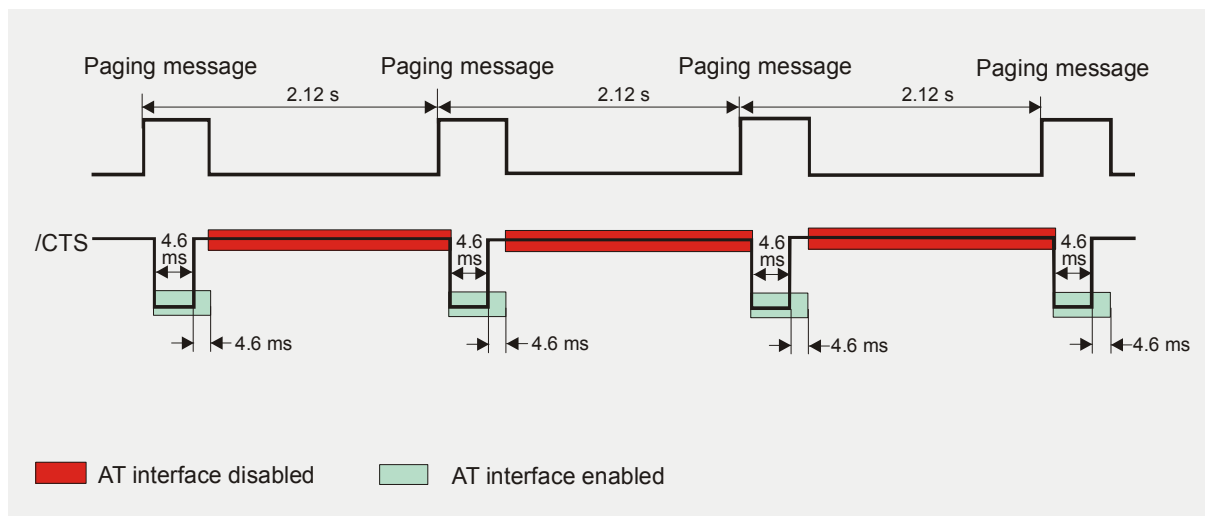 Paging message Paging message Paging message Paging message
2.12 s 2.12 s 2.12 s
/CTS
4.6 ms
4.6 ms
4.6 ms
4.6 ms
4.6 ms 4.6 ms 4.6 ms 4.6 ms
AT interface disabled AT interface enabled